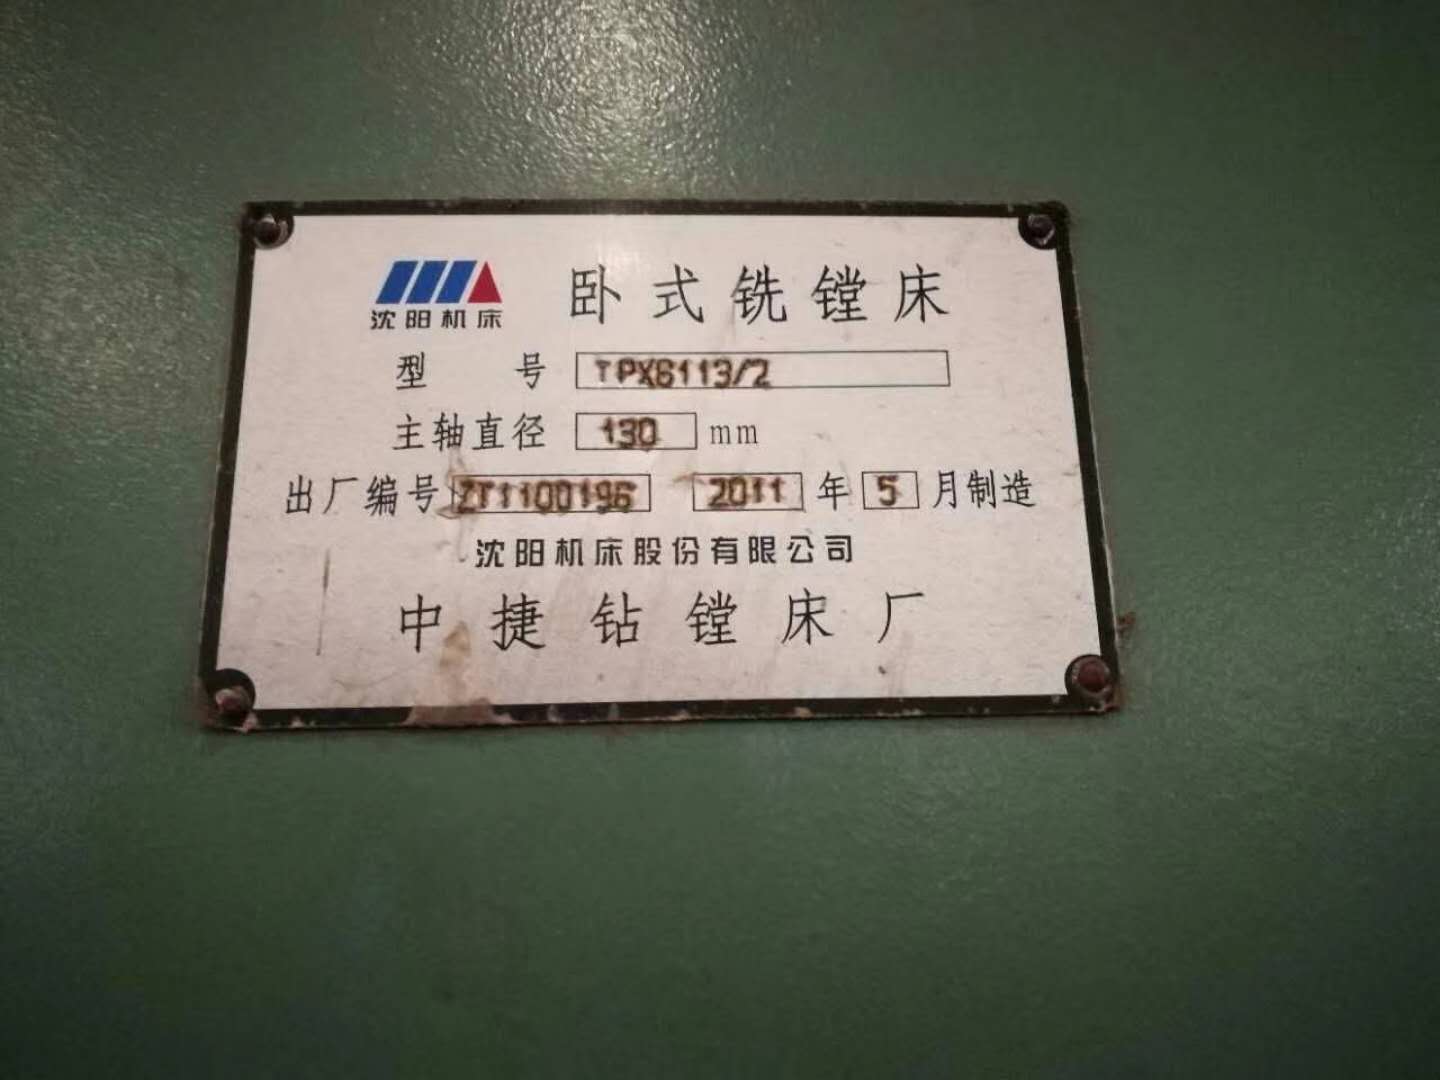 沈阳机床 卧式铣镗床
型号 TPX6113/2
主轴直径 130 mm
出厂编号 ZT1100196 2011 年 5 月制造
沈阳机床股份有限公司
中捷钻镗床厂